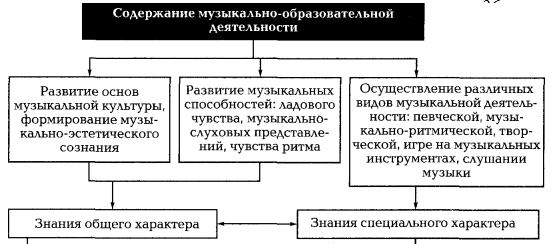 Содержание музыкально-образовательной
деятельности
Развитие основ
музыкальной культуры,
формирование музы-
кально-эстетического
сознания
Развитие музыкальных
способностей: ладового
чувства, музыкально-
слуховых представле-
ний, чувства ритма
Осуществление различных
видов музыкальной деятель-
ности: певческой, музы-
кально-ритмической, твор-
ческой, игре на музыкальных
инструментах, слушании
музыки
Знания общего характера
Знания специального характера